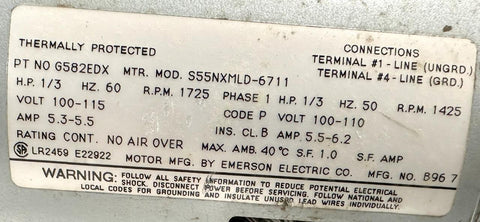 THERMALLY PROTECTED
CONNECTIONS
TERMINAL #1 - LINE (UNGRD.)
TERMINAL #4 - LINE (GRD.)
PT NO G582EDX MTR. MOD. S55NXMLD-6711
H.P. 1/3 HZ. 60 R.P.M. 1725 PHASE 1 H.P. 1/3 HZ. 50 R.P.M. 1425
VOLT 100-115 CODE P VOLT 100-110
AMP 5.3-5.5 INS. CL. B AMP 5.5-6.2
RATING CONT. NO AIR OVER MAX. AMB. 40°C S.F. 1.0 S.F. AMP
LR2459 E22922 MOTOR MFG. BY EMERSON ELECTRIC CO. MFG NO. B96 7
WARNING: FOLLOW ALL SAFETY INFORMATION TO REDUCE POTENTIAL ELECTRICAL
SHOCK. DISCONNECT POWER BEFORE SERVICING. CONSULT NATIONAL/LOCAL
CODES FOR GROUNDING AND INSULATE UNUSED LEAD WIRES INDIVIDUALLY.